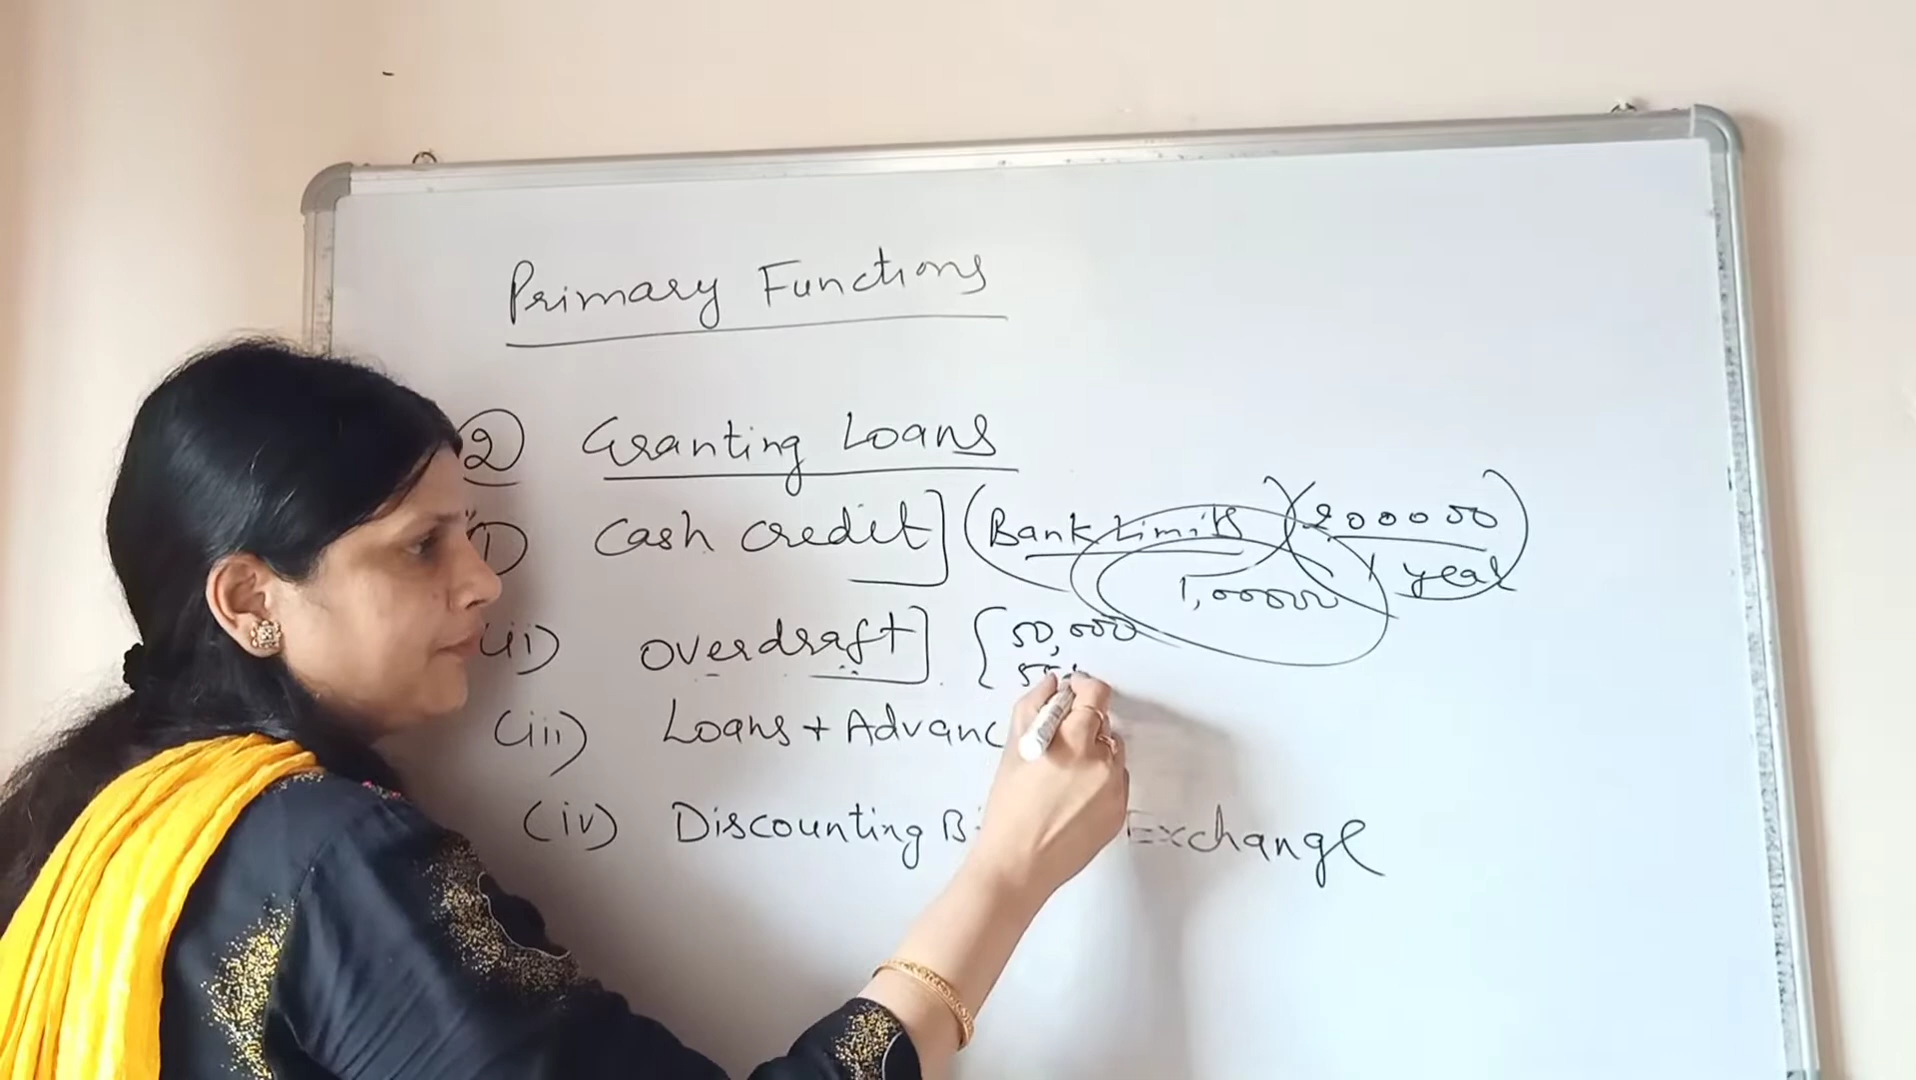 Primary Functions
2 Granting Loans
i) Cash credit] (Bank Limits) (200000)
1,00000 1 year
(ii) overdraft] [50,000
(iii) Loans + Advanc
(iv) Discounting Bi Exchange